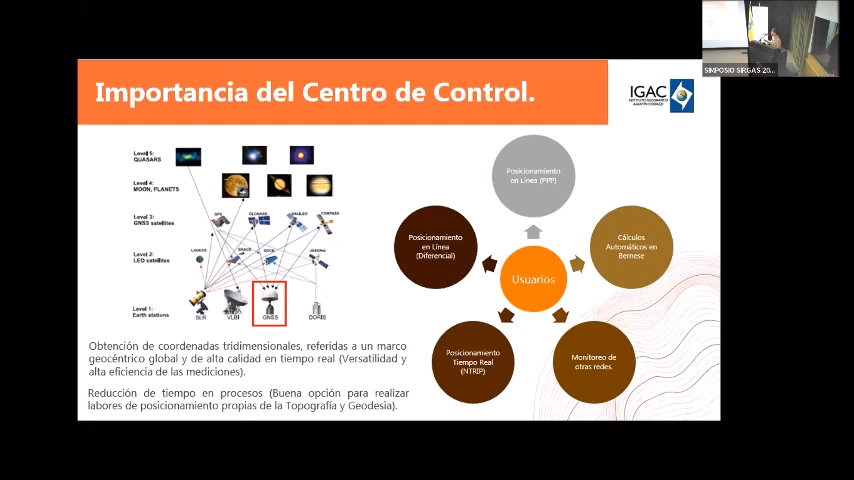 SIMPOSIO SIRGAS 20...
Importancia del Centro de Control.
IGAC
INSTITUTO GEOGRÁFICO
AGUSTÍN CODAZZI
Level 5:
QUASARS
Level 4:
MOON, PLANETS
Level 3:
GNSS satellites
GPS
GLONASS
GALILEO
COMPASS
Level 2:
LEO satellites
LAGEOS
GRACE
GOCE
JASON-2
Level 1:
Earth stations
SLR
VLBI
GNSS
DORIS
Obtención de coordenadas tridimensionales, referidas a un marco
geocéntrico global y de alta calidad en tiempo real (Versatilidad y
alta eficiencia de las mediciones).
Reducción de tiempo en procesos (Buena opción para realizar
labores de posicionamiento propias de la Topografía y Geodesia).
Posicionamiento
en Línea (PPP)
Posicionamiento
en Línea
(Diferencial)
Cálculos
Automáticos en
Bernese
Usuarios
Posicionamiento
Tiempo Real
(NTRIP)
Monitoreo de
otras redes.